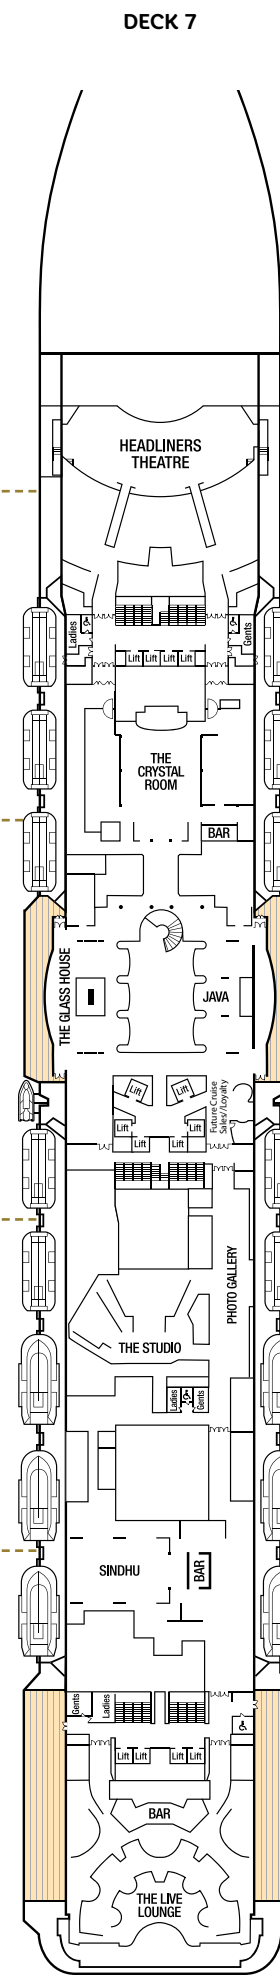 DECK 7
HEADLINERS
THEATRE
Ladies
Gents
Lift Lift Lift Lift
THE
CRYSTAL
ROOM
BAR
THE GLASS HOUSE
JAVA
Lift
Lift
Future Cruise
Sales//Loyalty
Lift
Lift
Lift
Lift
PHOTO GALLERY
THE STUDIO
Ladies
Gents
SINDHU
BAR
Gents
Ladies
Lift Lift
Lift Lift
BAR
THE LIVE
LOUNGE